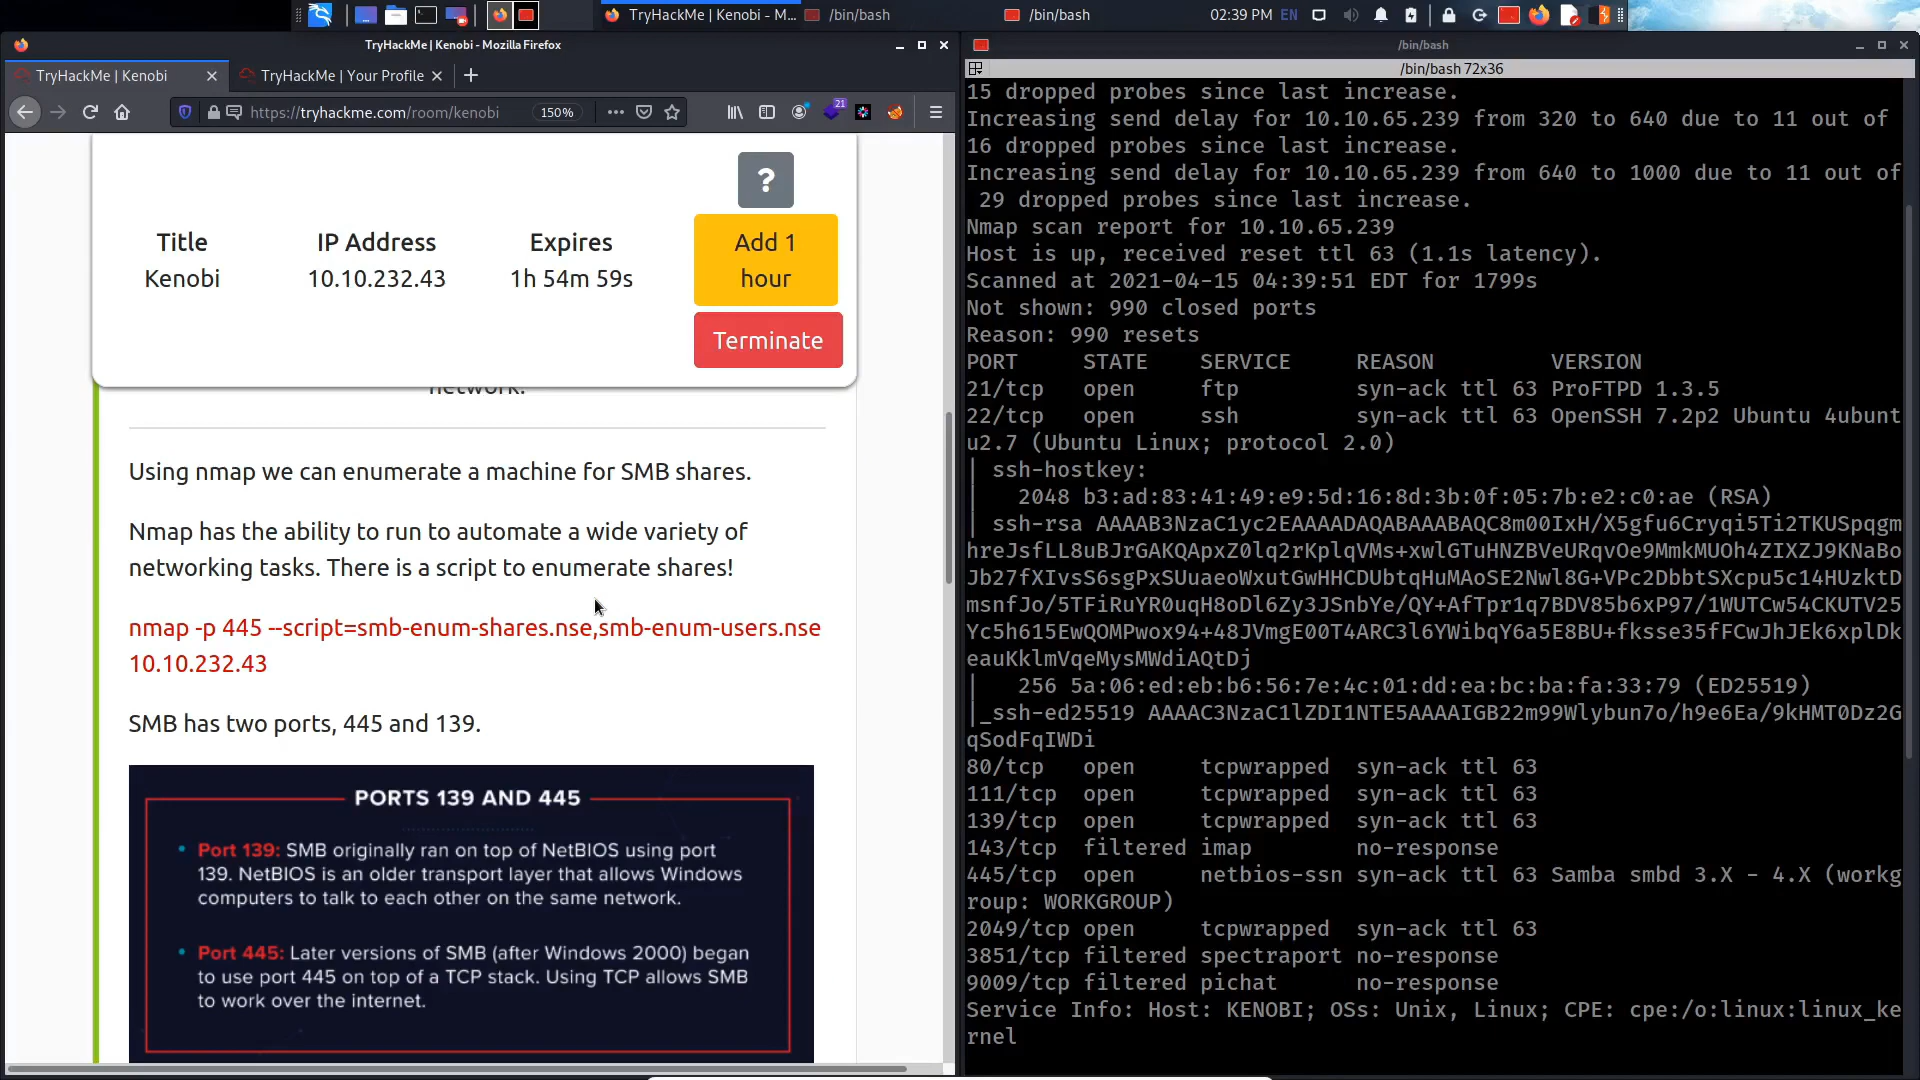 TryHackMe | Kenobi - M...
/bin/bash
/bin/bash
02:39 PM EN
TryHackMe | Kenobi - Mozilla Firefox
TryHackMe | Kenobi
TryHackMe | Your Profile
https://tryhackme.com/room/kenobi
150%
21
?
Title
IP Address
Expires
Add 1 hour
Kenobi
10.10.232.43
1h 54m 59s
Terminate
network.
Using nmap we can enumerate a machine for SMB shares.
Nmap has the ability to run to automate a wide variety of
networking tasks. There is a script to enumerate shares!
nmap -p 445 --script=smb-enum-shares.nse,smb-enum-users.nse
10.10.232.43
SMB has two ports, 445 and 139.
PORTS 139 AND 445
• Port 139: SMB originally ran on top of NetBIOS using port
139. NetBIOS is an older transport layer that allows Windows
computers to talk to each other on the same network.
• Port 445: Later versions of SMB (after Windows 2000) began
to use port 445 on top of a TCP stack. Using TCP allows SMB
to work over the internet.
/bin/bash
/bin/bash 72x36
15 dropped probes since last increase.
Increasing send delay for 10.10.65.239 from 320 to 640 due to 11 out of
16 dropped probes since last increase.
Increasing send delay for 10.10.65.239 from 640 to 1000 due to 11 out of
29 dropped probes since last increase.
Nmap scan report for 10.10.65.239
Host is up, received reset ttl 63 (1.1s latency).
Scanned at 2021-04-15 04:39:51 EDT for 1799s
Not shown: 990 closed ports
Reason: 990 resets
PORT STATE SERVICE REASON VERSION
21/tcp open ftp syn-ack ttl 63 ProFTPD 1.3.5
22/tcp open ssh syn-ack ttl 63 OpenSSH 7.2p2 Ubuntu 4ubunt
u2.7 (Ubuntu Linux; protocol 2.0)
| ssh-hostkey:
| 2048 b3:ad:83:41:49:e9:5d:16:8d:3b:0f:05:7b:e2:c0:ae (RSA)
| ssh-rsa AAAAB3NzaC1yc2EAAAADAQABAAABAQC8m00IxH/X5gfu6Cryqi5Ti2TKUSpqgm
hreJsfLL8uBJrGAKQApxZ0lq2rKplqVMs+xwlGTuHNZBVeURqvOe9MmkMUOh4ZIXZJ9KNaBo
Jb27fXIvsS6sgPxSUuaeoWxutGwHHCDUbtqHuMAoSE2Nwl8G+VPc2DbbtSXcpu5c14HUzktD
msnfJo/5TFiRuYR0uqH8oDl6Zy3JSnbYe/QY+AfTpr1q7BDV85b6xP97/1WUTCw54CKUTV25
Yc5h615EwQOMPwox94+48JVmgE00T4ARC3l6YWibqY6a5E8BU+fksse35fFCwJhJEk6xplDk
eauKklmVqeMysMWdiAQtDj
| 256 5a:06:ed:eb:b6:56:7e:4c:01:dd:ea:bc:ba:fa:33:79 (ED25519)
|_ssh-ed25519 AAAAC3NzaC1lZDI1NTE5AAAAIGB22m99Wlybun7o/h9e6Ea/9kHMT0Dz2G
qSodFqIWDi
80/tcp open tcpwrapped syn-ack ttl 63
111/tcp open tcpwrapped syn-ack ttl 63
139/tcp open tcpwrapped syn-ack ttl 63
143/tcp filtered imap no-response
445/tcp open netbios-ssn syn-ack ttl 63 Samba smbd 3.X - 4.X (workg
roup: WORKGROUP)
2049/tcp open tcpwrapped syn-ack ttl 63
3851/tcp filtered spectraport no-response
9009/tcp filtered pichat no-response
Service Info: Host: KENOBI; OSs: Unix, Linux; CPE: cpe:/o:linux:linux_ke
rnel